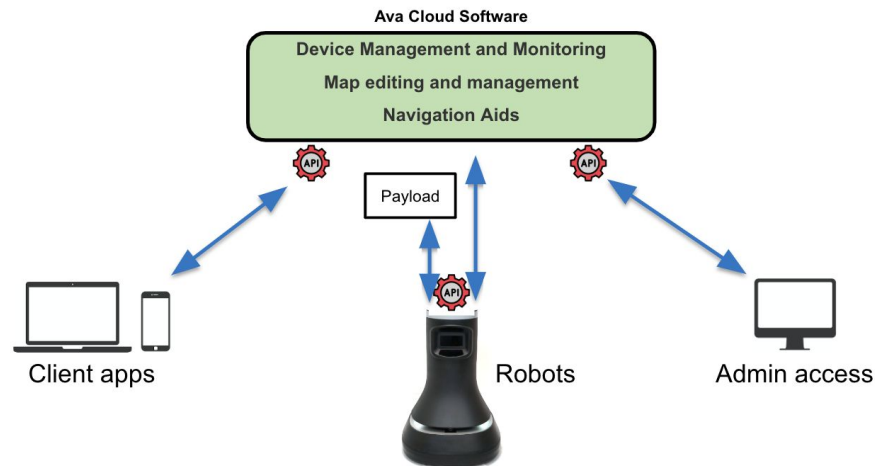 Ava Cloud Software
Device Management and Monitoring
Map editing and management
Navigation Aids
API
API
Payload
API
Client apps
Robots
Admin access